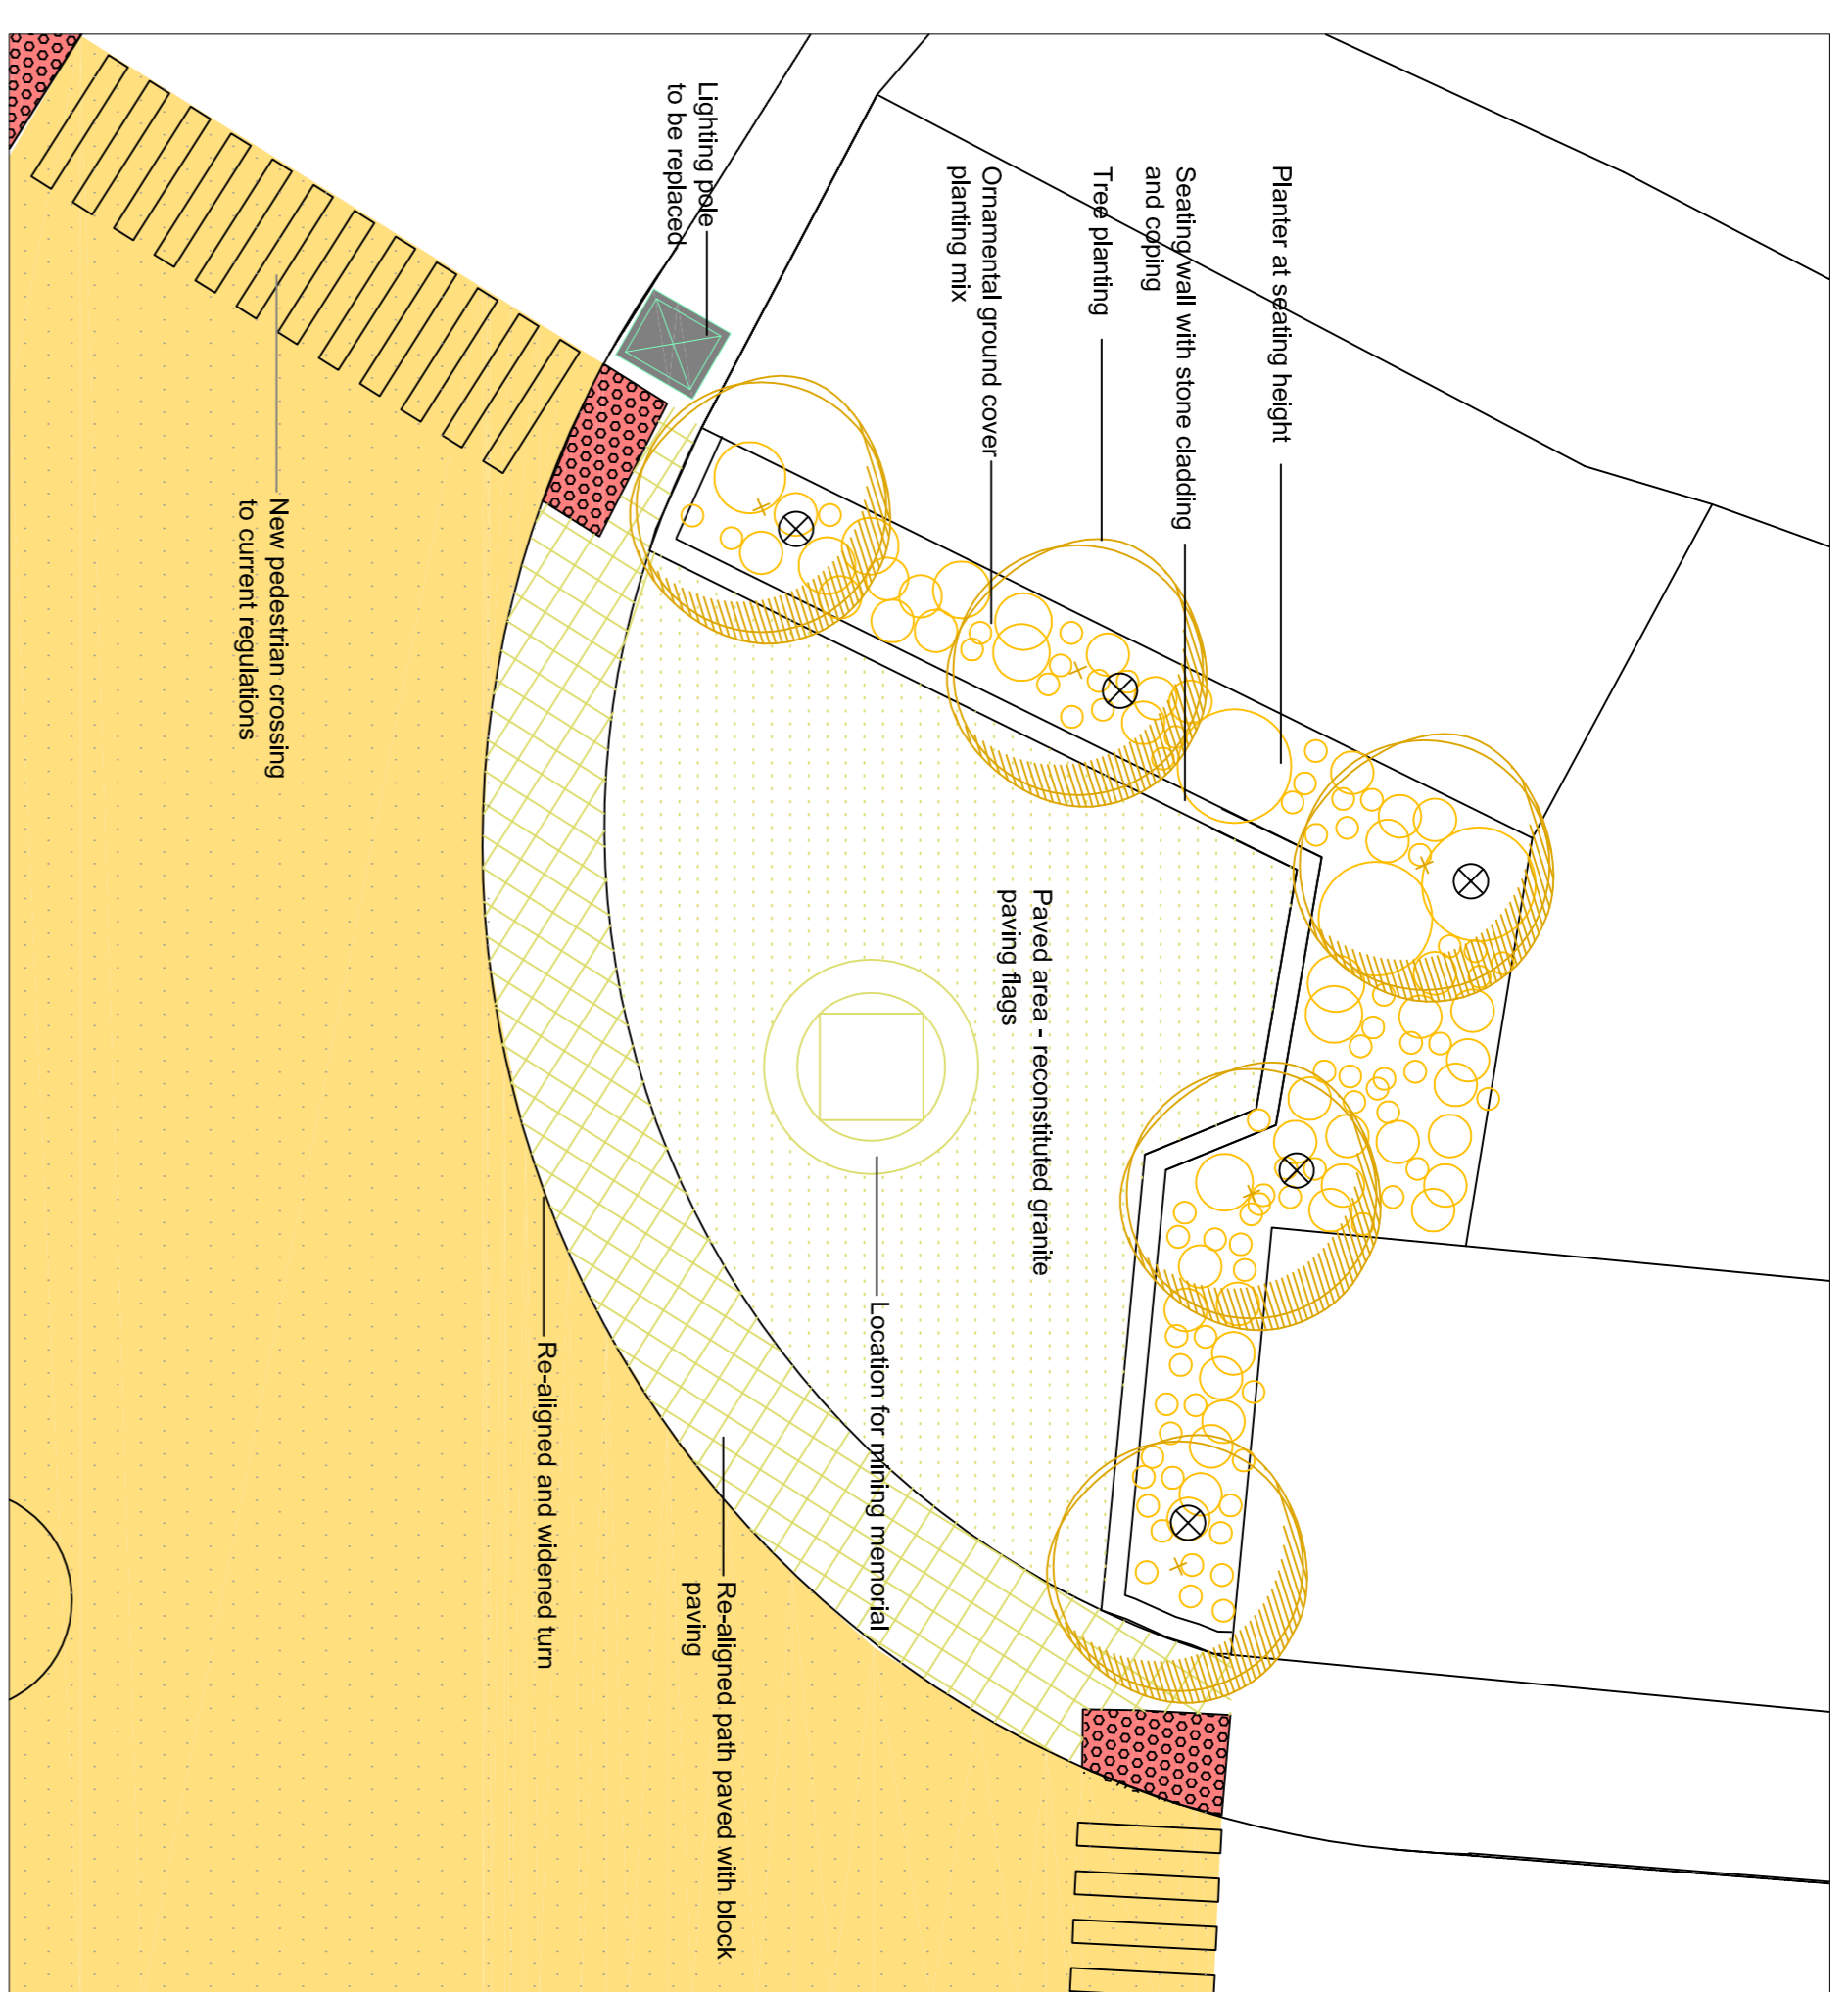 Planter at seating height
Seating wall with stone cladding
and coping
Tree planting
Ornamental ground cover
planting mix
Lighting pole
to be replaced
Paved area - reconstituted granite
paving flags
Location for mining memorial
Re-aligned path paved with block
paving
Re-aligned and widened turn
New pedestrian crossing
to current regulations